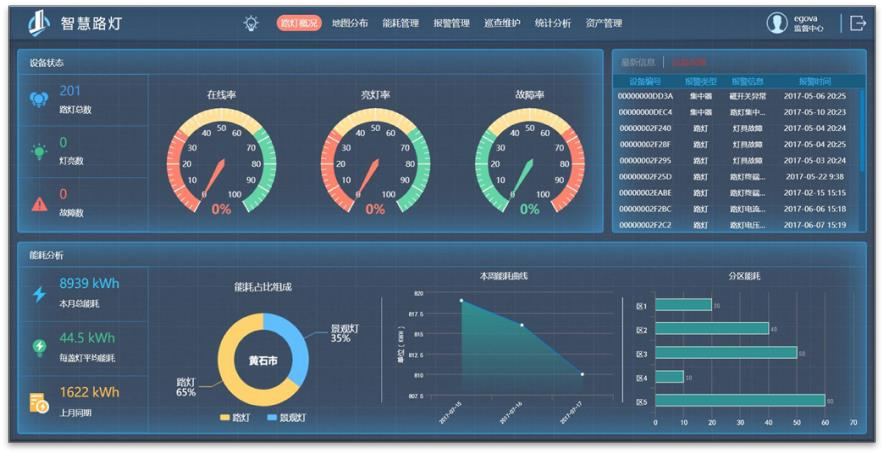 智慧路灯
路灯概况 地图分布 能耗管理 报警管理 巡查维护 统计分析 资产管理
egova
监督中心
设备状态
201
路灯总数
0
灯亮数
0
故障数
在线率
0 10 20 30 40 50 60 70 80 90 100
0%
亮灯率
0 10 20 30 40 50 60 70 80 90 100
0%
故障率
0 10 20 30 40 50 60 70 80 90 100
0%
最新信息
设备编号 报警类型 报警信息 报警时间
00000000DD3A 集中器 磁开关异常 2017-05-06 20:25
00000000DEC4 集中器 路灯集中... 2017-05-10 20:23
00000002F240 路灯 灯具故障 2017-05-04 20:24
00000002F28F 路灯 灯具故障 2017-05-04 20:25
00000002F295 路灯 灯具故障 2017-05-03 20:24
00000002F25D 路灯 路灯终端... 2017-05-22 9:38
00000002EABE 路灯 路灯终端... 2017-02-15 15:15
00000002F2BC 路灯 路灯电流... 2017-06-06 15:18
00000002F2C2 路灯 路灯电压... 2017-06-07 15:19
能耗分析
8939 kWh
本月总能耗
44.5 kWh
每盏灯平均能耗
1622 kWh
上月同期
能耗占比组成
景观灯
35%
黄石市
路灯
65%
路灯 景观灯
本周能耗曲线
单位(KWH)
820
817.5
815
812.5
810
807.5
2017-07-15 2017-07-16 2017-07-17
分区能耗
区1 20
区2 40
区3 50
区4 10
区5 60
0 10 20 30 40 50 60 70